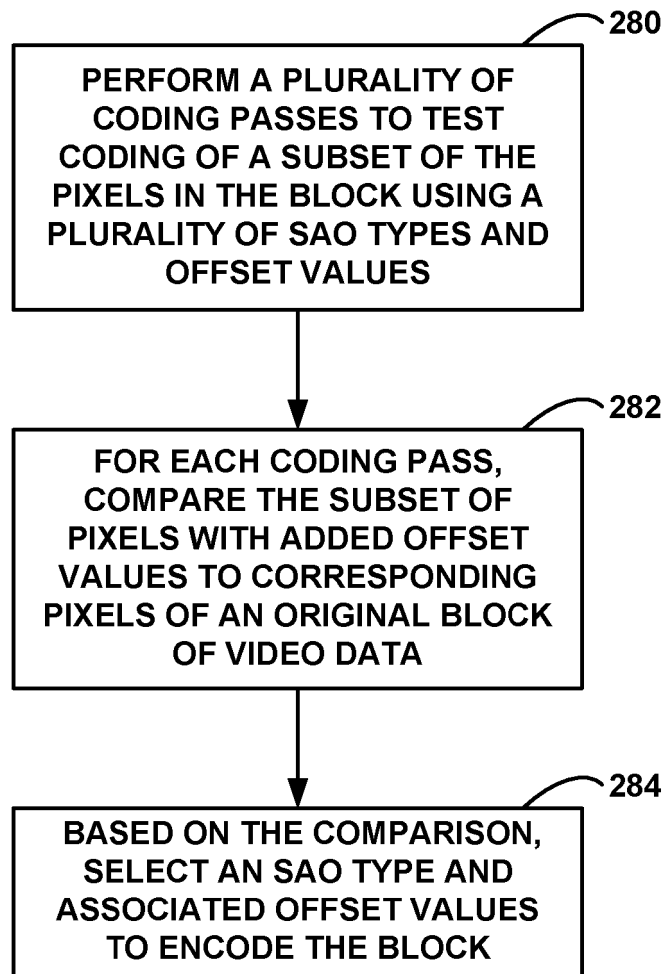 280
PERFORM A PLURALITY OF
CODING PASSES TO TEST
CODING OF A SUBSET OF THE
PIXELS IN THE BLOCK USING A
PLURALITY OF SAO TYPES AND
OFFSET VALUES
282
FOR EACH CODING PASS,
COMPARE THE SUBSET OF
PIXELS WITH ADDED OFFSET
VALUES TO CORRESPONDING
PIXELS OF AN ORIGINAL BLOCK
OF VIDEO DATA
284
BASED ON THE COMPARISON,
SELECT AN SAO TYPE AND
ASSOCIATED OFFSET VALUES
TO ENCODE THE BLOCK